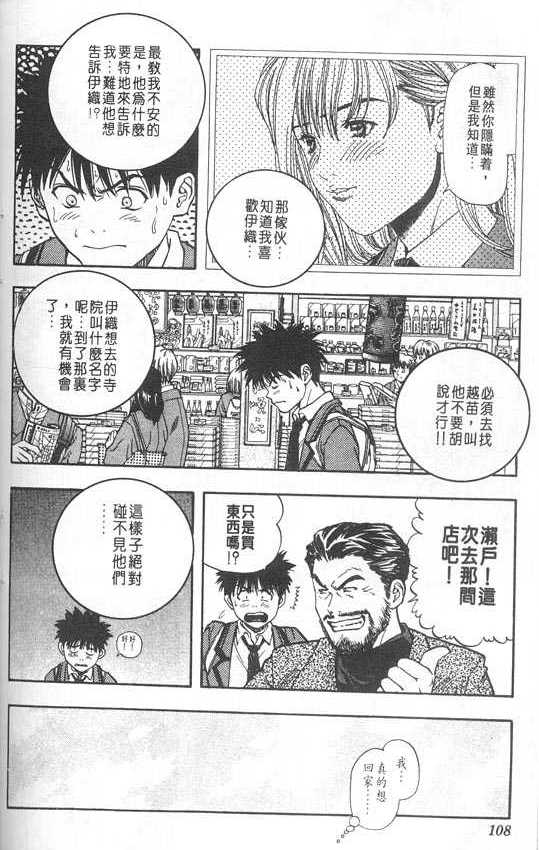 雖然你隱瞞着，
但是我知道…
那傢伙…
知道我喜
歡伊織…
最教我不安的
是，他為什麼
要特地來告訴
我…難道他想
告訴伊織!?
必須去找
越苗，叫
他不要胡
說才行!!
伊織想去的寺
院叫什麼名字
呢…到了那裏
，我就有機會
了…
瀨戶！這
次去那間
店吧！
只是買
東西嗎!?
這樣子絕對
碰不見他們
……
我…
真的想
回家……
108